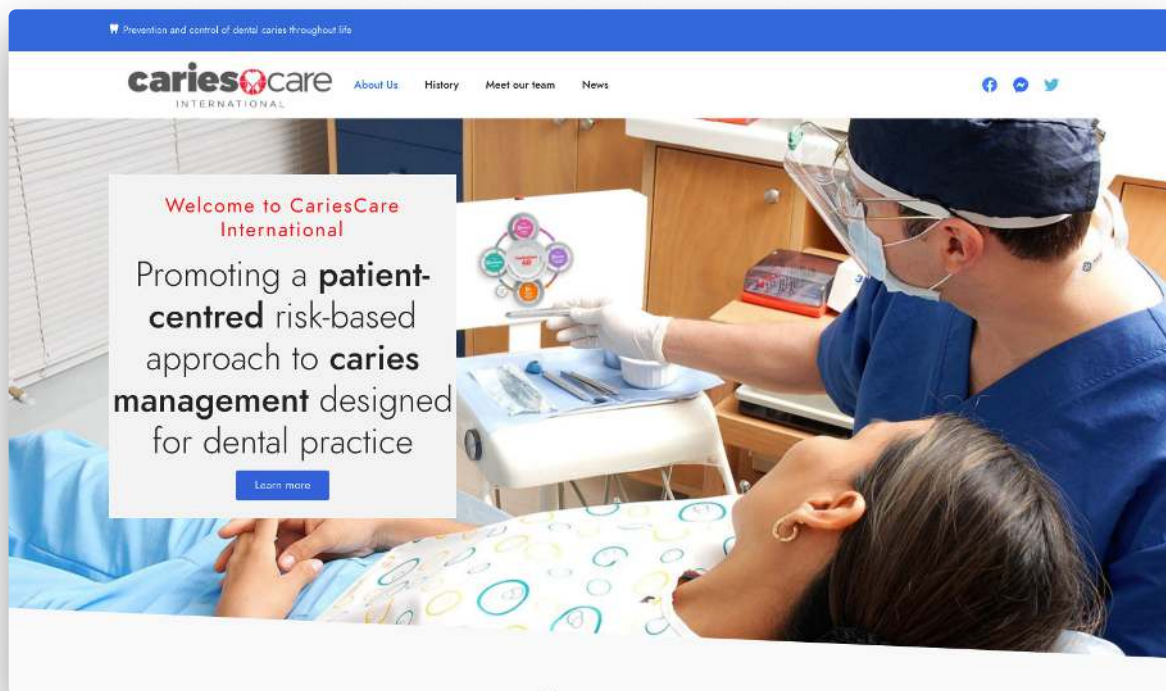 Prevention and control of dental caries throughout life
cariescare
INTERNATIONAL
About Us
History
Meet our team
News
Welcome to CariesCare
International
Promoting a patient-
centred risk-based
approach to caries
management designed
for dental practice
Learn more